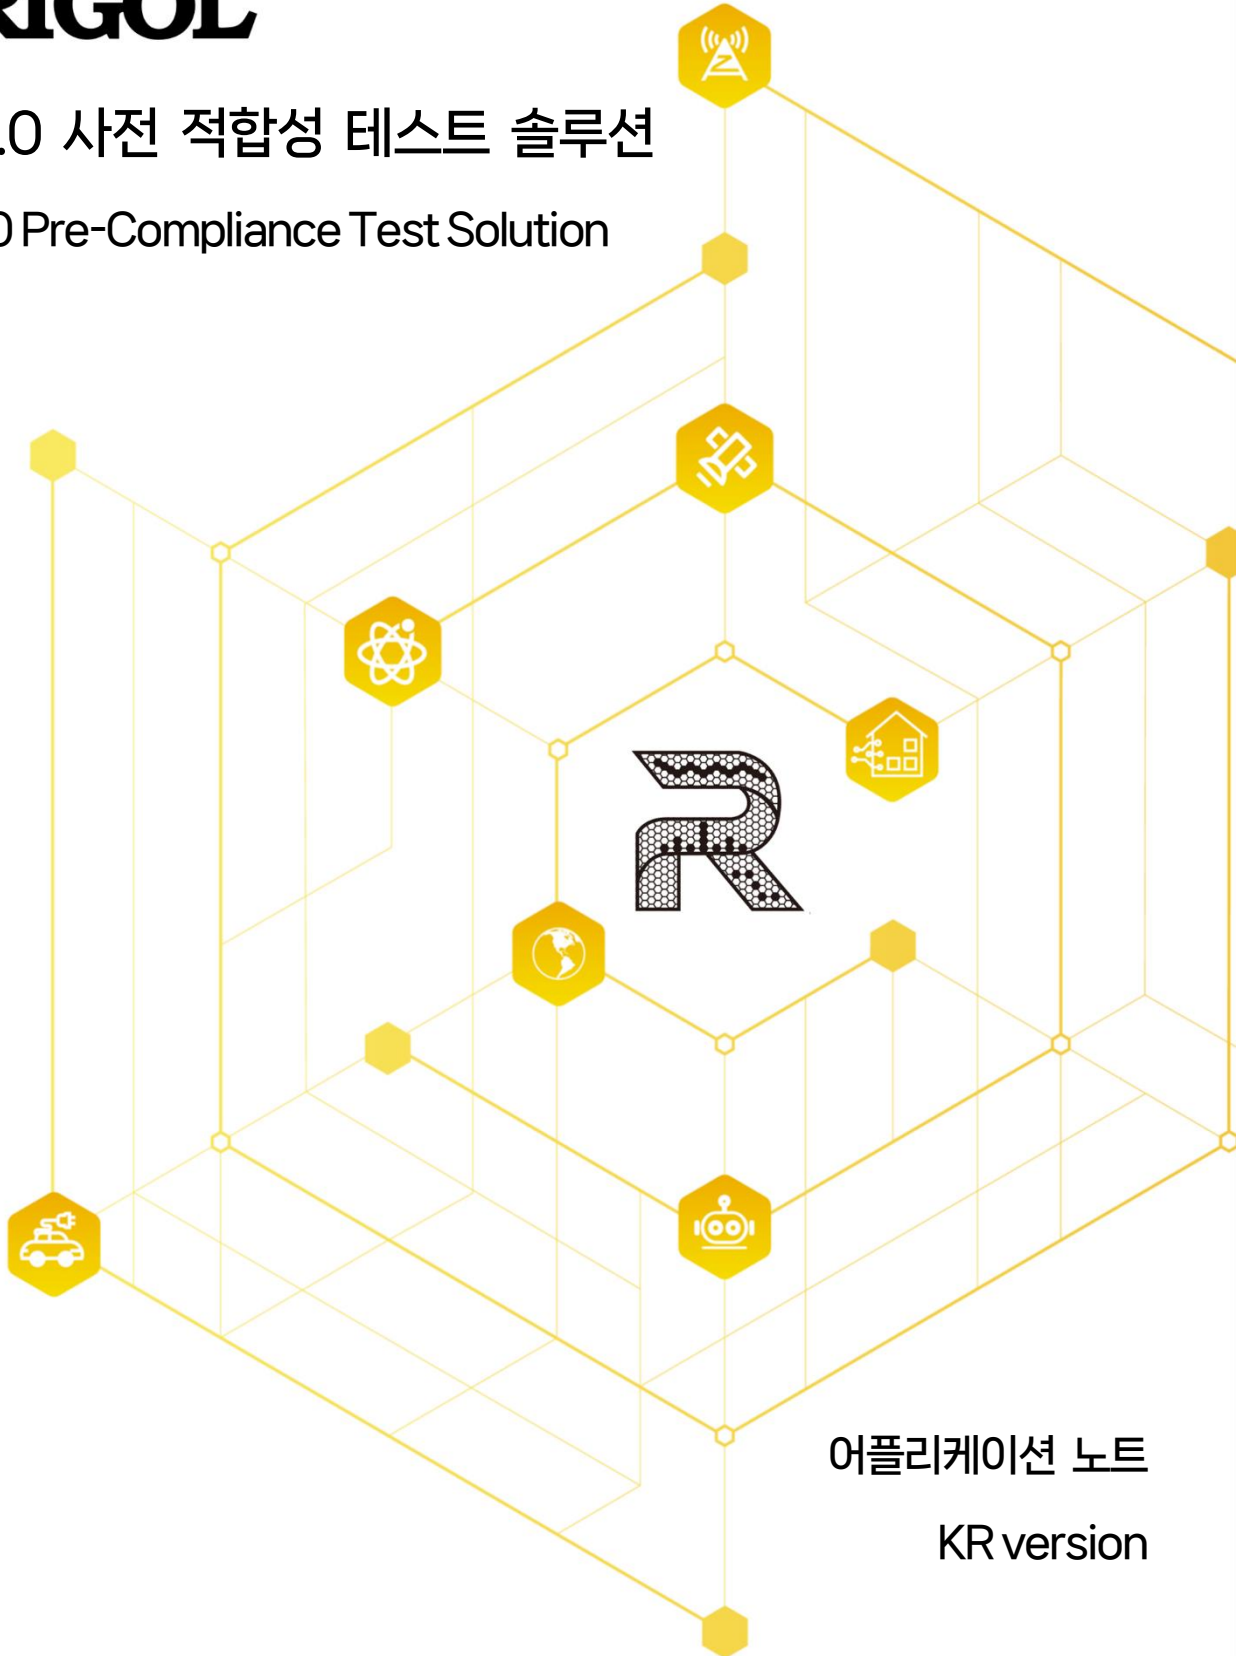 RIGOL
.0 사전 적합성 테스트 솔루션
0 Pre-Compliance Test Solution
어플리케이션 노트
KR version